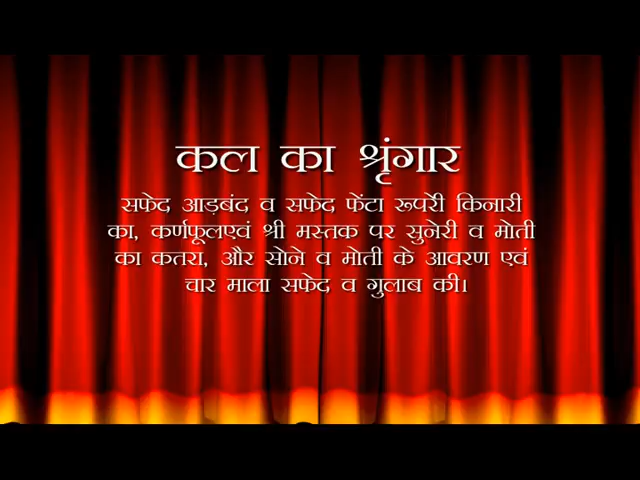 कल का श्रृंगार
सफेद आड़बंद व सफेद फेंटा रूपेरी किनारी
का, कर्णफूलएवं श्री मस्तक पर सुनेरी व मोती
का कतरा, और सोने व मोती के आवरण एवं
चार माला सफेद व गुलाब की।